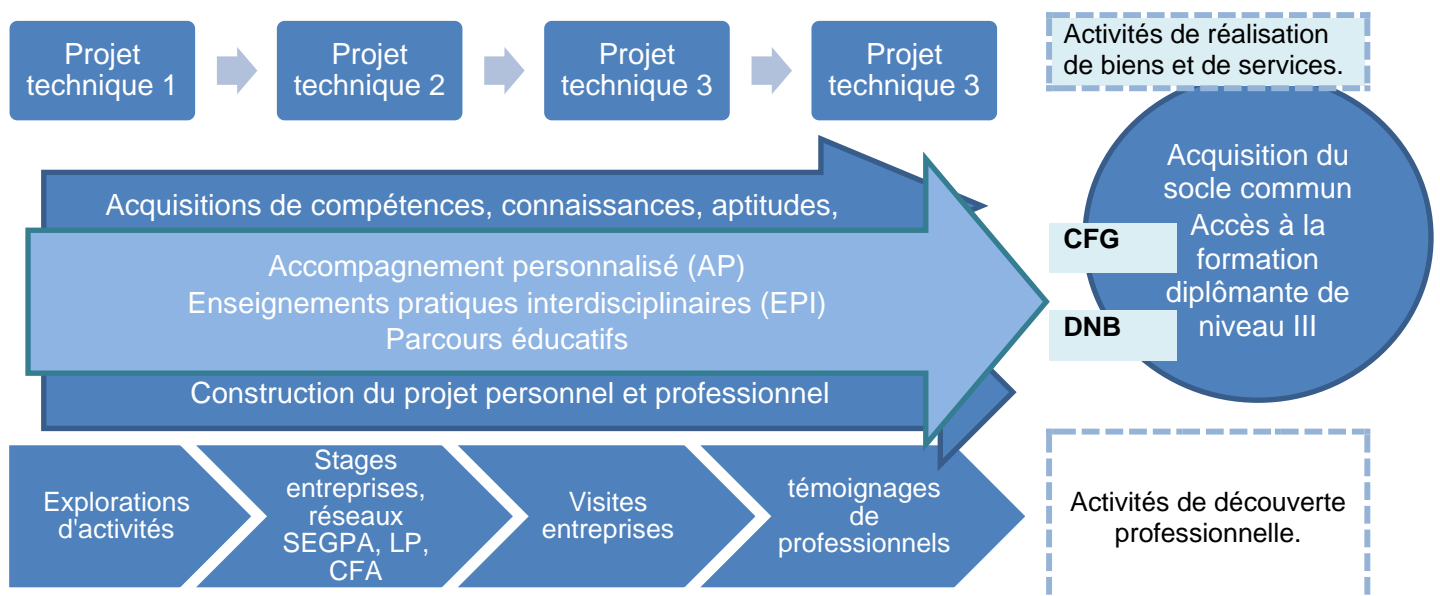 Projet
technique 1
Projet
technique 2
Projet
technique 3
Projet
technique 3
Activités de réalisation
de biens et de services.
Acquisitions de compétences, connaissances, aptitudes,
Accompagnement personnalisé (AP)
Enseignements pratiques interdisciplinaires (EPI)
Parcours éducatifs
Construction du projet personnel et professionnel
Acquisition du
socle commun
Accès à la
formation
diplômante de
niveau III
CFG
DNB
Explorations
d'activités
Stages
entreprises,
réseaux
SEGPA, LP,
CFA
Visites
entreprises
témoignages
de
professionnels
Activités de découverte
professionnelle.